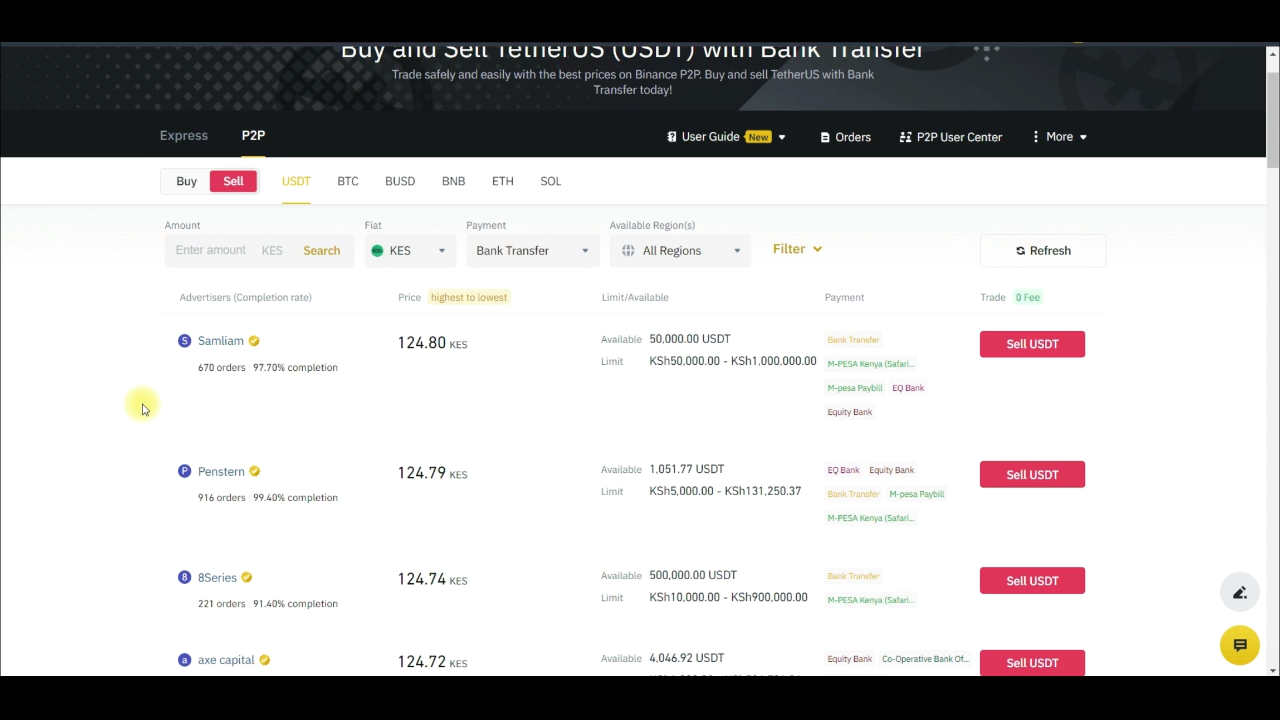 Buy and Sell TetherUS (USDT) with Bank Transfer
Trade safely and easily with the best prices on Binance P2P. Buy and sell TetherUS with Bank
Transfer today!
Express P2P User Guide New Orders P2P User Center More
Buy Sell USDT BTC BUSD BNB ETH SOL
Amount Fiat Payment Available Region(s)
Enter amount KES Search KES Bank Transfer All Regions Filter Refresh
Advertisers (Completion rate) Price highest to lowest Limit/Available Payment Trade 0 Fee
S Samliam 124.80 KES Available 50,000.00 USDT Bank Transfer Sell USDT
Limit KSh50,000.00 - KSh1,000,000.00 M-PESA Kenya (Safari...
670 orders 97.70% completion
M-pesa Paybill EQ Bank
Equity Bank
P Penstern 124.79 KES Available 1,051.77 USDT EQ Bank Equity Bank Sell USDT
916 orders 99.40% completion Limit KSh5,000.00 - KSh131,250.37 Bank Transfer M-pesa Paybill
M-PESA Kenya (Safari...
8 8Series 124.74 KES Available 500,000.00 USDT Bank Transfer Sell USDT
221 orders 91.40% completion Limit KSh10,000.00 - KSh900,000.00 M-PESA Kenya (Safari...
a axe capital 124.72 KES Available 4,046.92 USDT Equity Bank Co-Operative Bank Of... Sell USDT